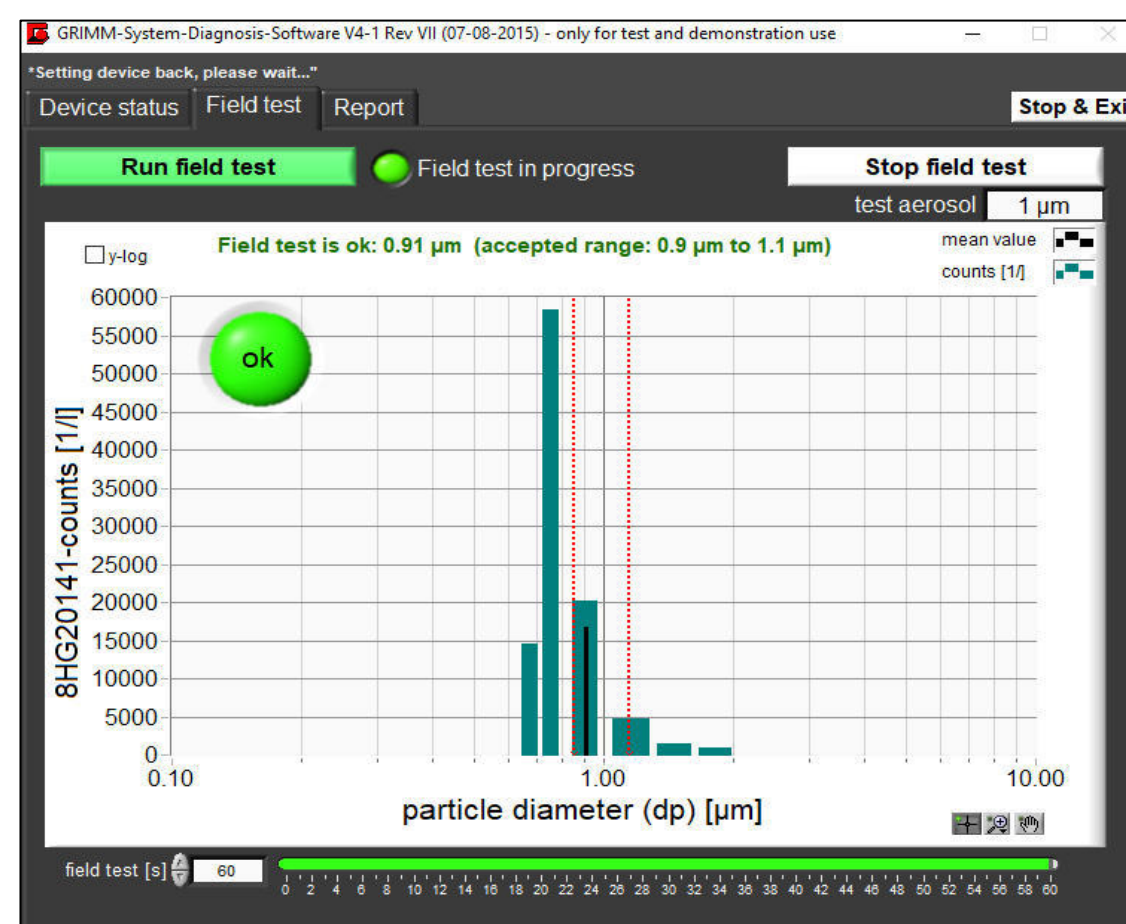 GRIMM-System-Diagnosis-Software V4-1 Rev VII (07-08-2015) - only for test and demonstration use
"Setting device back, please wait..."
Device status Field test Report Stop & Exi
Run field test Field test in progress Stop field test
test aerosol 1 µm
y-log Field test is ok: 0.91 µm (accepted range: 0.9 µm to 1.1 µm) mean value
counts [1/l]
60000
55000
50000
45000
40000
35000
30000
25000
20000
15000
10000
5000
0
ok
8HG20141-counts [1/l]
0.10 1.00 10.00
particle diameter (dp) [µm]
field test [s] 60
0 2 4 6 8 10 12 14 16 18 20 22 24 26 28 30 32 34 36 38 40 42 44 46 48 50 52 54 56 58 60